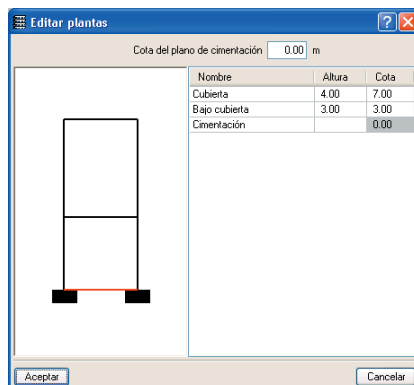 Editar plantas
Cota del plano de cimentación 0.00 m
Nombre Altura Cota
Cubierta 4.00 7.00
Bajo cubierta 3.00 3.00
Cimentación 0.00
Aceptar Cancelar